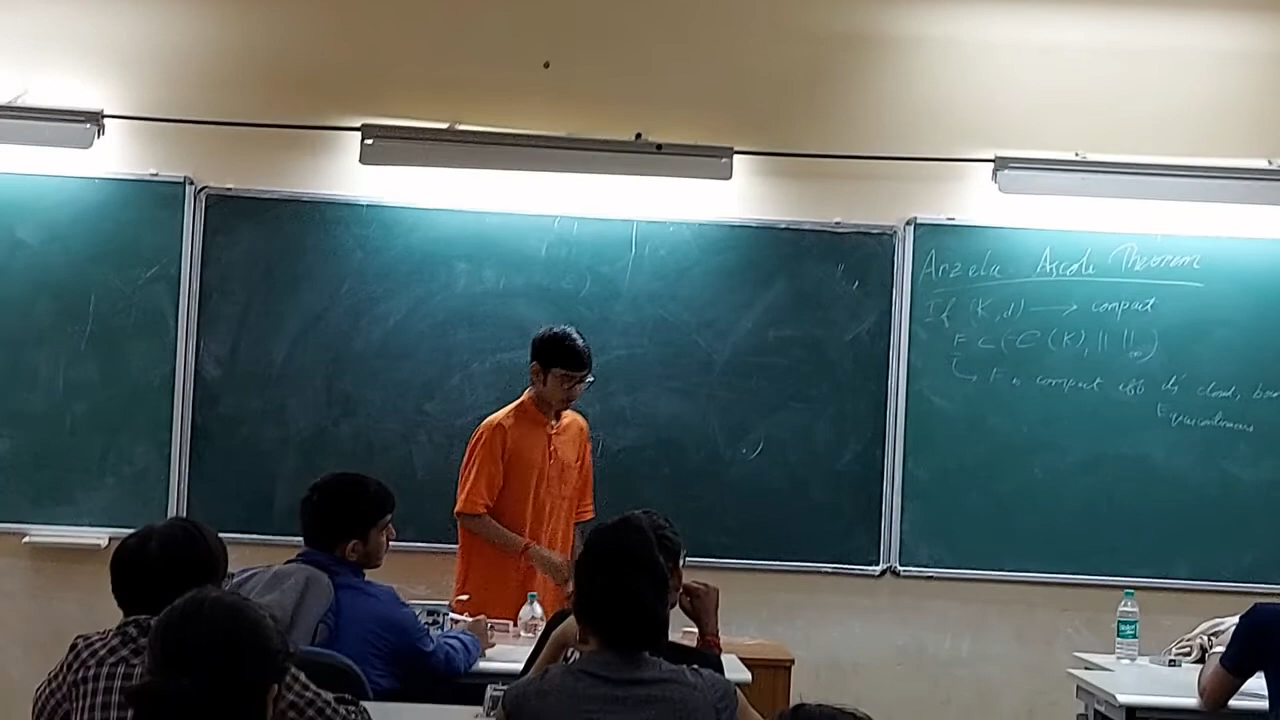 Arzela Ascoli Theorem
If (K, d) → compact
F ⊂ (C(K), || ||∞)
↳ F is compact iff it's closed, bou
Equicontinuous